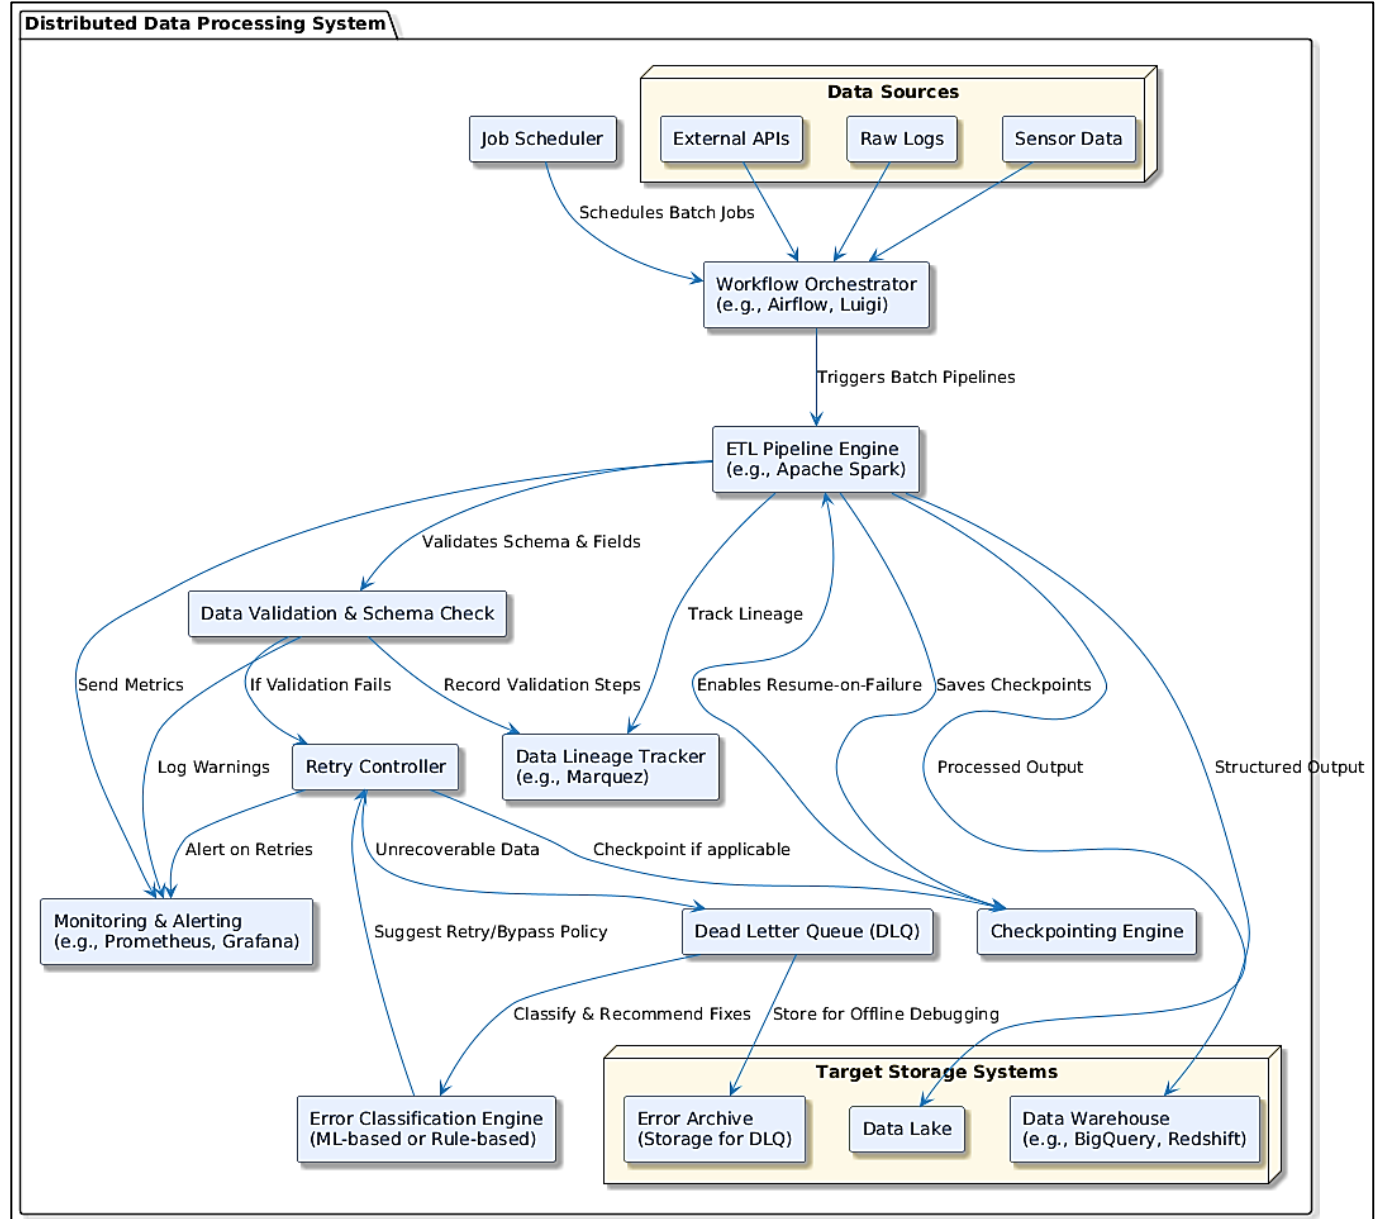 Distributed Data Processing System
Data Sources
Job Scheduler
External APIs
Raw Logs
Sensor Data
Schedules Batch Jobs
Workflow Orchestrator
(e.g., Airflow, Luigi)
Triggers Batch Pipelines
ETL Pipeline Engine
(e.g., Apache Spark)
Validates Schema & Fields
Data Validation & Schema Check
Track Lineage
Send Metrics
If Validation Fails
Record Validation Steps
Enables Resume-on-Failure
Saves Checkpoints
Log Warnings
Retry Controller
Data Lineage Tracker
(e.g., Marquez)
Processed Output
Structured Output
Alert on Retries
Unrecoverable Data
Checkpoint if applicable
Monitoring & Alerting
(e.g., Prometheus, Grafana)
Suggest Retry/Bypass Policy
Dead Letter Queue (DLQ)
Checkpointing Engine
Classify & Recommend Fixes
Store for Offline Debugging
Target Storage Systems
Error Classification Engine
(ML-based or Rule-based)
Error Archive
(Storage for DLQ)
Data Lake
Data Warehouse
(e.g., BigQuery, Redshift)